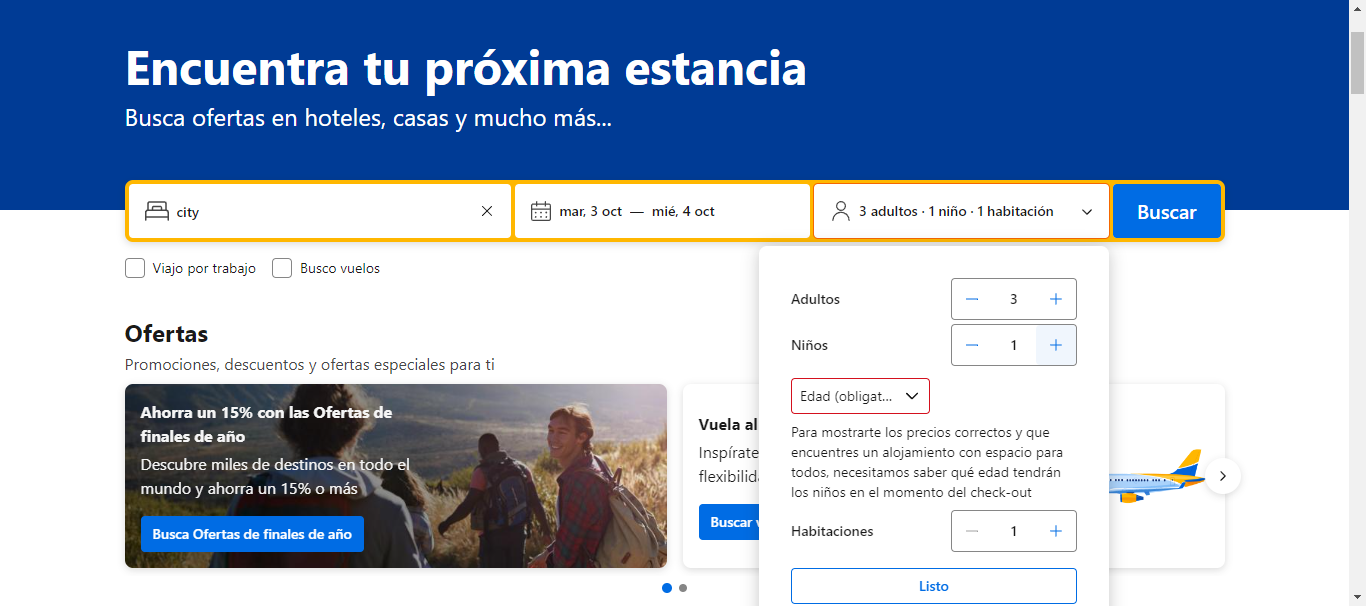 Encuentra tu próxima estancia
Busca ofertas en hoteles, casas y mucho más...
city
mar, 3 oct — mié, 4 oct
3 adultos · 1 niño · 1 habitación
Buscar
Viajo por trabajo
Busco vuelos
Adultos
3
Niños
1
Edad (obligat...
Para mostrarte los precios correctos y que
encuentres un alojamiento con espacio para
todos, necesitamos saber qué edad tendrán
los niños en el momento del check-out
Habitaciones
1
Listo
Ofertas
Promociones, descuentos y ofertas especiales para ti
Ahorra un 15% con las Ofertas de
finales de año
Descubre miles de destinos en todo el
mundo y ahorra un 15% o más
Busca Ofertas de finales de año
Vuela al
Inspírate
Buscar